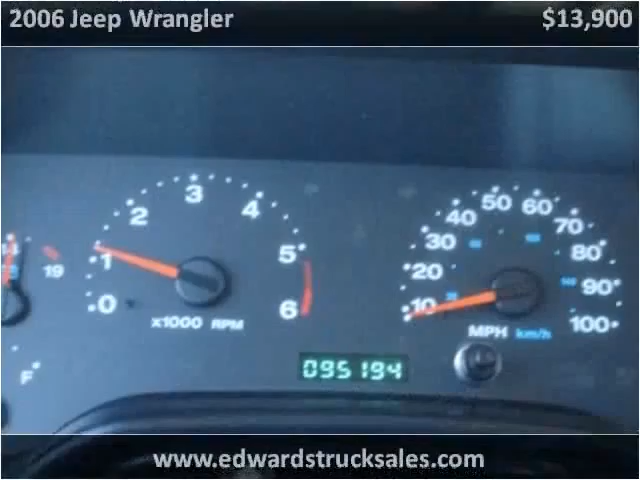 2006 Jeep Wrangler $13,900
3
2 4
1 5
0 6
x1000 RPM
19
F
50 60
40 70
30 80
20 90
10 100
MPH km/h
095194
www.edwardstrucksales.com